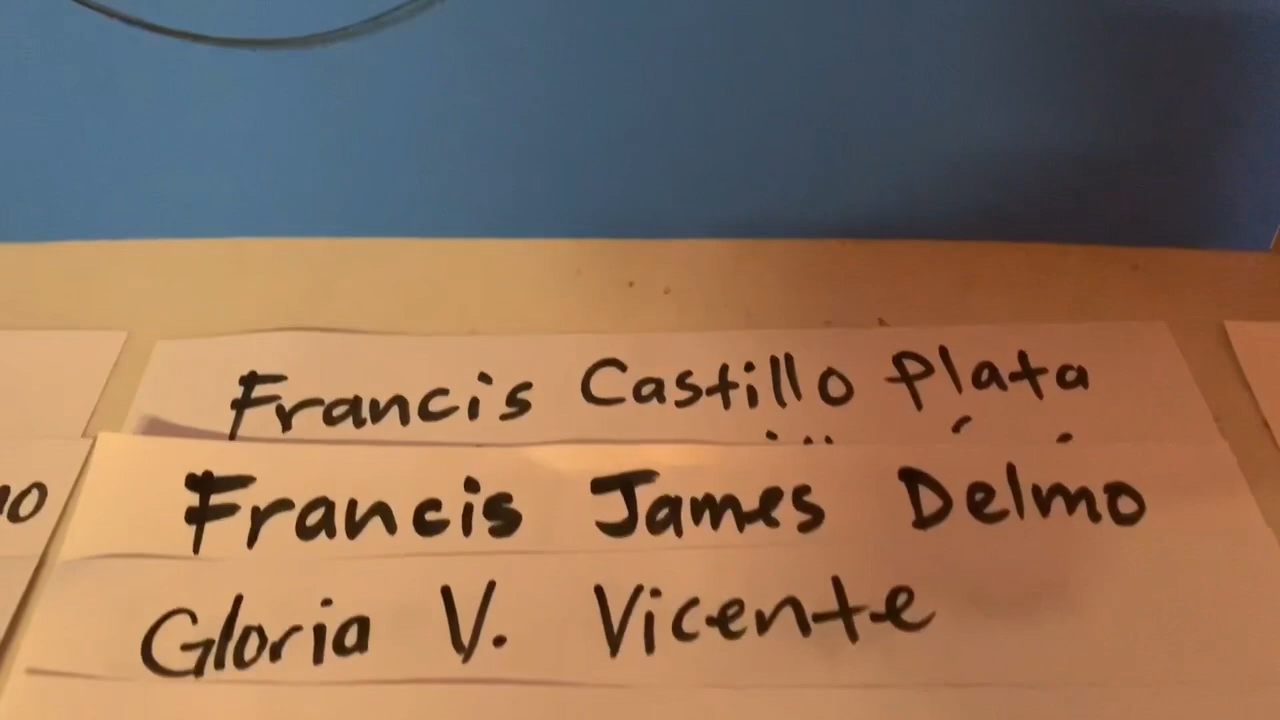 Francis Castillo Plata
Francis James Delmo
Gloria V. Vicente